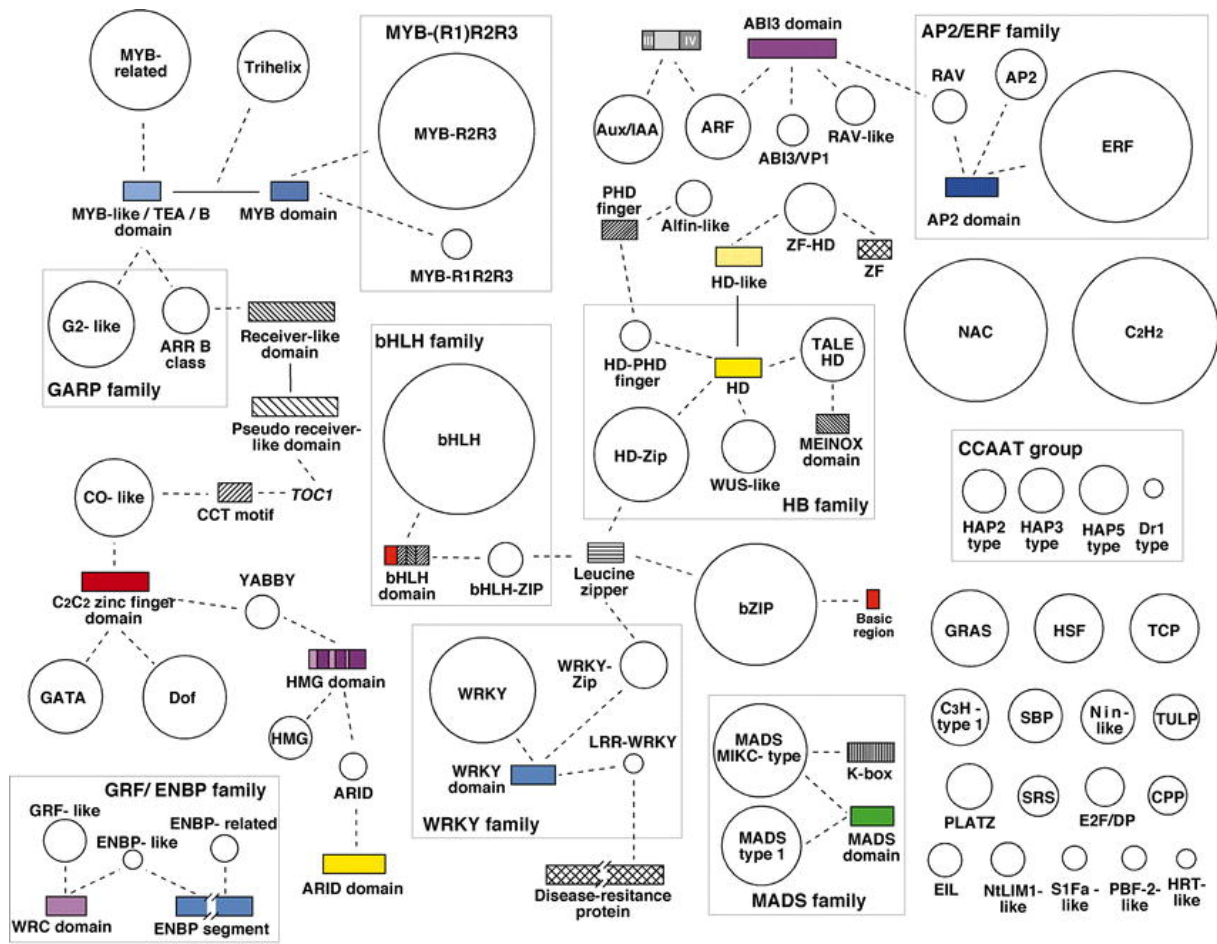 MYB-
related
Trihelix
MYB-(R1)R2R3
MYB-R2R3
MYB-like / TEA / B
domain
MYB domain
MYB-R1R2R3
III
IV
ABI3 domain
Aux/IAA
ARF
ABI3/VP1
RAV-like
AP2/ERF family
RAV
AP2
ERF
AP2 domain
PHD
finger
Alfin-like
ZF-HD
HD-like
ZF
G2- like
ARR B
class
GARP family
Receiver-like
domain
Pseudo receiver-
like domain
TOC1
CCT motif
CO- like
bHLH family
bHLH
bHLH
domain
bHLH-ZIP
HD-PHD
finger
HD
TALE
HD
HD-Zip
WUS-like
MEINOX
domain
HB family
NAC
C2H2
CCAAT group
HAP2
type
HAP3
type
HAP5
type
Dr1
type
C2C2 zinc finger
domain
YABBY
GATA
Dof
HMG domain
HMG
ARID
ARID domain
Leucine
zipper
bZIP
Basic
region
WRKY
WRKY-
Zip
LRR-WRKY
WRKY
domain
WRKY family
Disease-resitance
protein
MADS
MIKC- type
K-box
MADS
type 1
MADS
domain
MADS family
GRAS
HSF
TCP
C3H -
type 1
SBP
Nin-
like
TULP
PLATZ
SRS
E2F/DP
CPP
EIL
NtLIM1-
like
S1Fa -
like
PBF-2-
like
HRT-
like
GRF/ ENBP family
GRF- like
ENBP- like
ENBP- related
WRC domain
ENBP segment